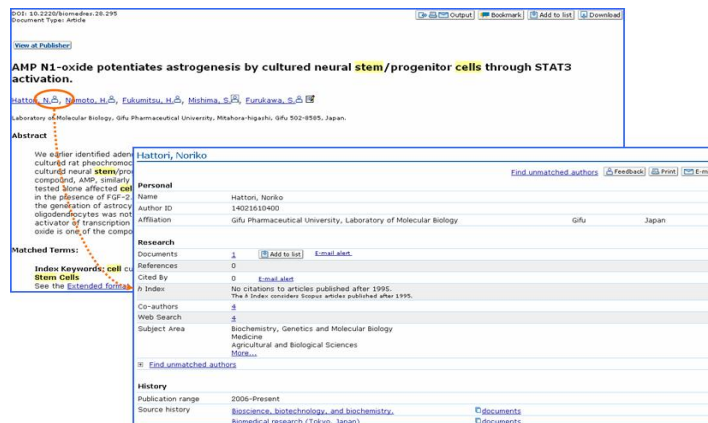 DOI: 10.2220/biomedres.28.295
Document Type: Article
Output Bookmark Add to list Download
View at Publisher
AMP N1-oxide potentiates astrogenesis by cultured neural stem/progenitor cells through STAT3
activation.
Hattori, N., Nomoto, H., Fukumitsu, H., Mishima, S., Furukawa, S.
Laboratory of Molecular Biology, Gifu Pharmaceutical University, Mitahora-higashi, Gifu 502-8585, Japan.
Abstract
We earlier identified aden
cultured rat pheochromoc
cultured neural stem/pro
compound, AMP, similarly
tested alone affected cel
in the presence of FGF-2.
the generation of astrocy
oligodendrocytes was not
activator of transcription
oxide is one of the compo
Matched Terms:
Index Keywords: cell cu
Stem Cells
See the Extended forma
Hattori, Noriko
Find unmatched authors Feedback Print E-m
Personal
Name Hattori, Noriko
Author ID 14021610400
Affiliation Gifu Pharmaceutical University, Laboratory of Molecular Biology Gifu Japan
Research
Documents 1 Add to list E-mail alert
References 0
Cited By 0 E-mail alert
h Index No citations to articles published after 1995.
The h Index considers Scopus articles published after 1995.
Co-authors 4
Web Search 4
Subject Area Biochemistry, Genetics and Molecular Biology
Medicine
Agricultural and Biological Sciences
More...
Find unmatched authors
History
Publication range 2006-Present
Source history Bioscience, biotechnology, and biochemistry. documents
Biomedical research (Tokyo, Japan) documents